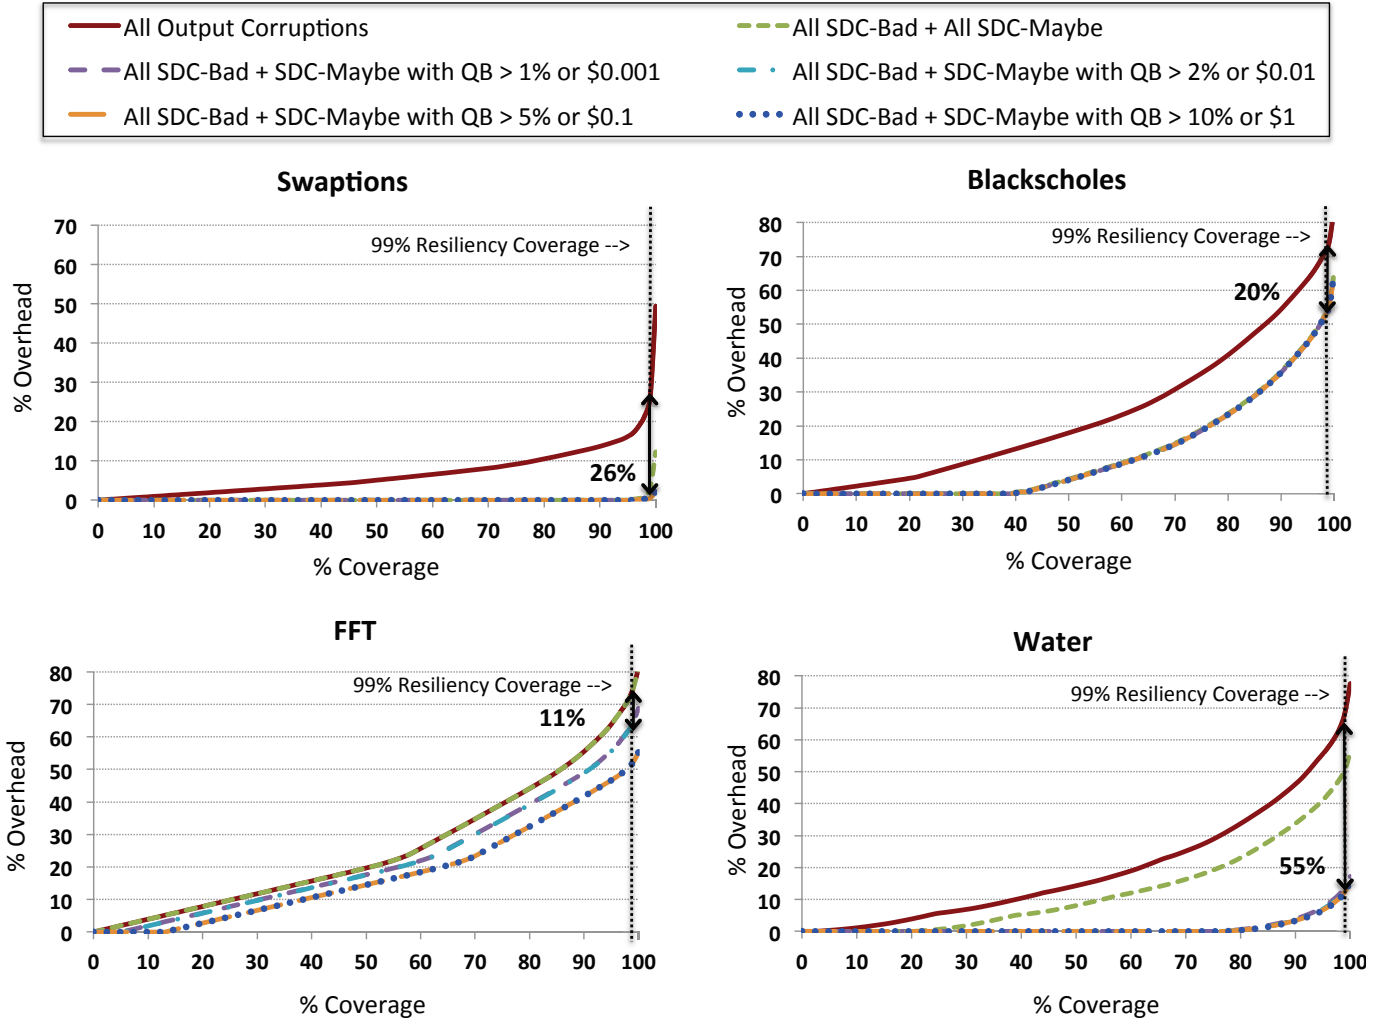 All Output Corruptions
All SDC-Bad + All SDC-Maybe
All SDC-Bad + SDC-Maybe with QB > 1% or $0.001
All SDC-Bad + SDC-Maybe with QB > 2% or $0.01
All SDC-Bad + SDC-Maybe with QB > 5% or $0.1
All SDC-Bad + SDC-Maybe with QB > 10% or $1
Swaptions
99% Resiliency Coverage -->
% Overhead
70
60
50
40
30
20
10
0
26%
0 10 20 30 40 50 60 70 80 90 100
% Coverage
Blackscholes
99% Resiliency Coverage -->
% Overhead
80
70
60
50
40
30
20
10
0
20%
0 10 20 30 40 50 60 70 80 90 100
% Coverage
FFT
99% Resiliency Coverage -->
% Overhead
80
70
60
50
40
30
20
10
0
11%
0 10 20 30 40 50 60 70 80 90 100
% Coverage
Water
99% Resiliency Coverage -->
% Overhead
80
70
60
50
40
30
20
10
0
55%
0 10 20 30 40 50 60 70 80 90 100
% Coverage